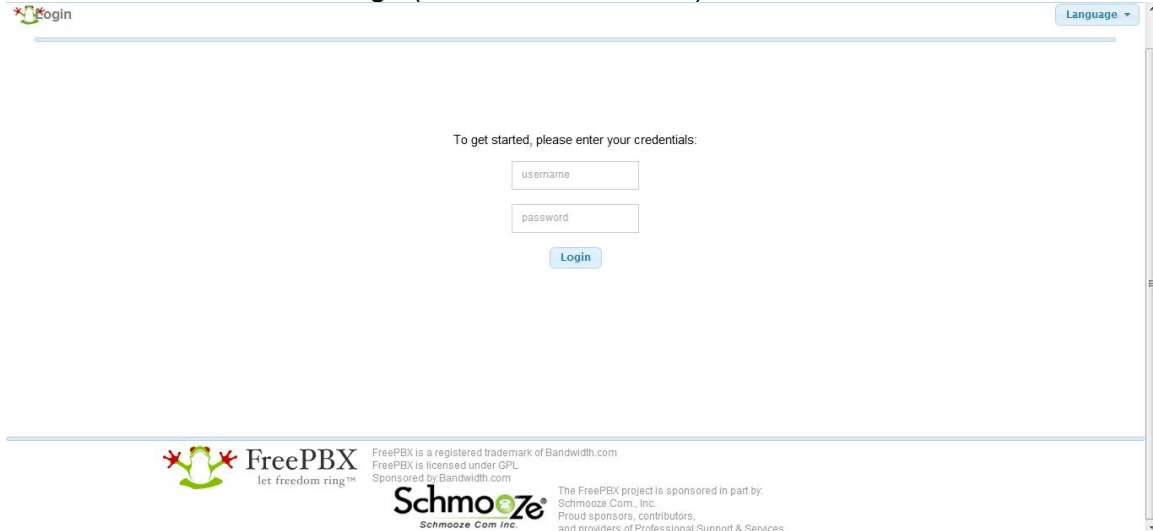 Login
Language
To get started, please enter your credentials:
username
password
Login
FreePBX
let freedom ring™
FreePBX is a registered trademark of Bandwidth.com
FreePBX is licensed under GPL
Sponsored by:Bandwidth.com
Schmooze®
Schmooze Com Inc.
The FreePBX project is sponsored in part by:
Schmooze Com., Inc.
Proud sponsors, contributors,
and providers of Professional Support & Services